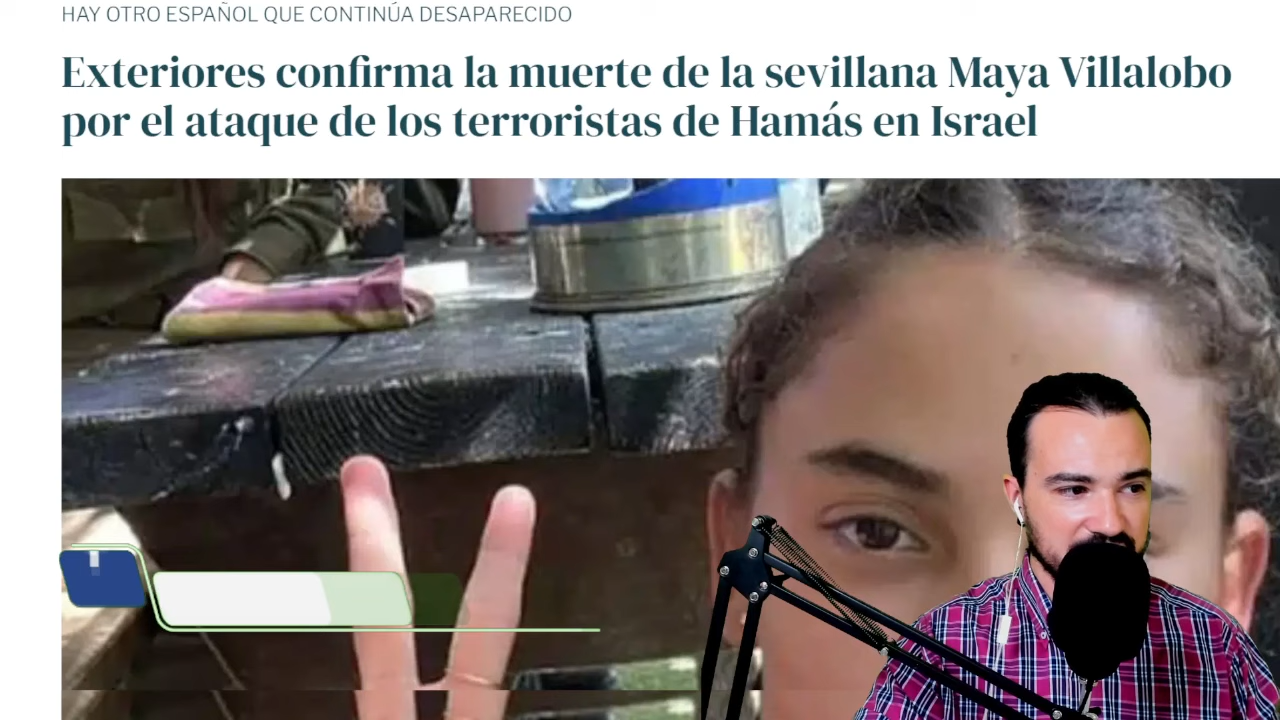 HAY OTRO ESPAÑOL QUE CONTINÚA DESAPARECIDO
Exteriores confirma la muerte de la sevillana Maya Villalobo
por el ataque de los terroristas de Hamás en Israel